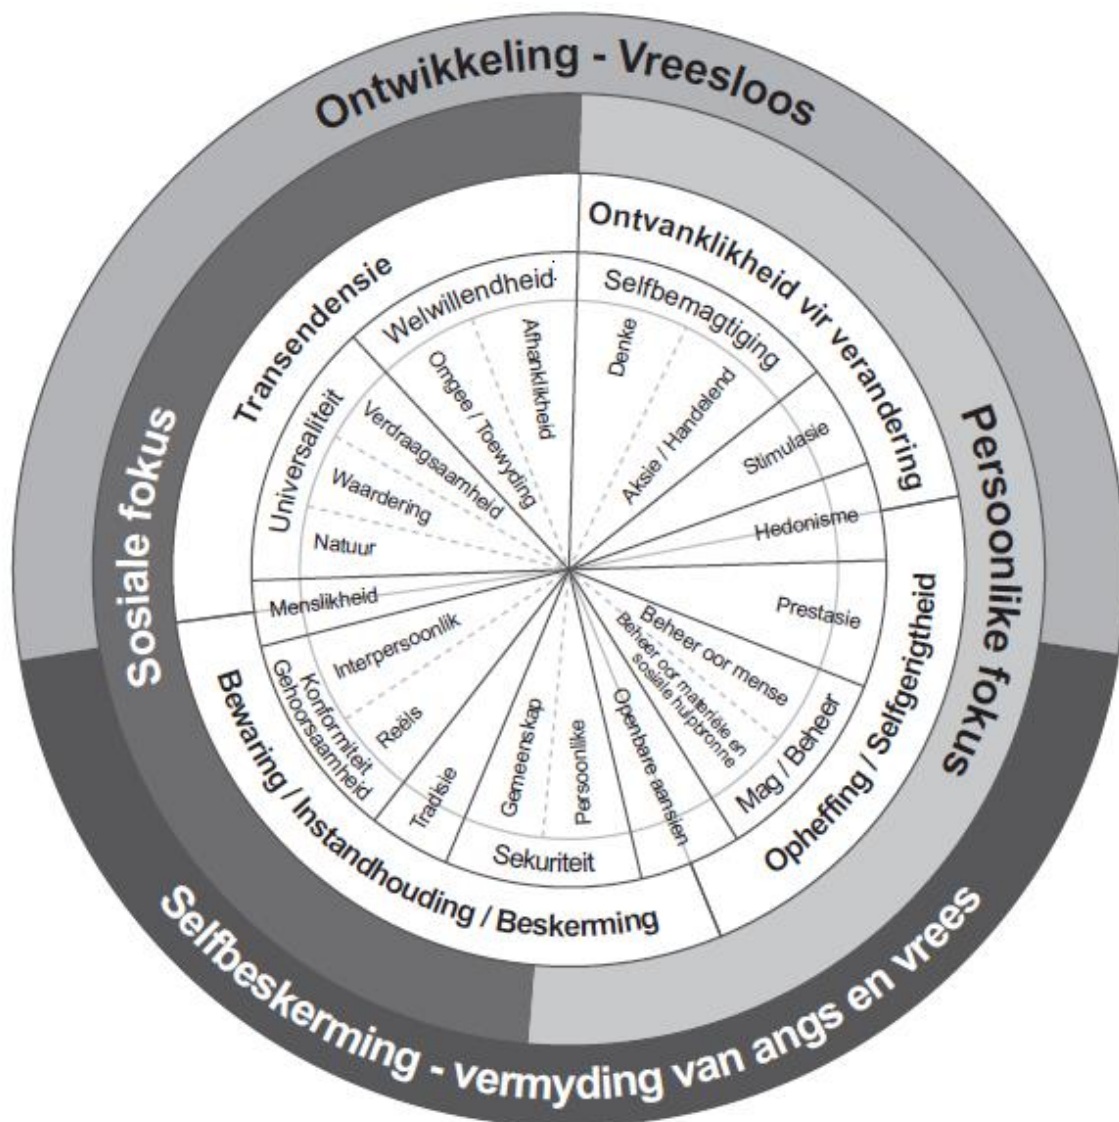 Ontwikkeling - Vreesloos
Selfbeskerming - vermyding van angs en vrees
Sosiale fokus
Persoonlike fokus
Transendensie
Ontvanklikheid vir verandering
Opheffing / Selfgerigtheid
Bewaring / Instandhouding / Beskerming
Welwillendheid
Selfbemagtiging
Afhanklikheid
Omgee / Toewyding
Denke
Aksie / Handelend
Stimulasie
Hedonisme
Prestasie
Mag / Beheer
Beheer oor mense
Beheer oor materiële en
sosiale hulpbronne
Openbare aansien
Sekuriteit
Persoonlike
Gemeenskap
Tradisie
Konformiteit
Gehoorsaamheid
Reëls
Interpersoonlik
Menslikheid
Universaliteit
Natuur
Waardering
Verdraagsaamheid